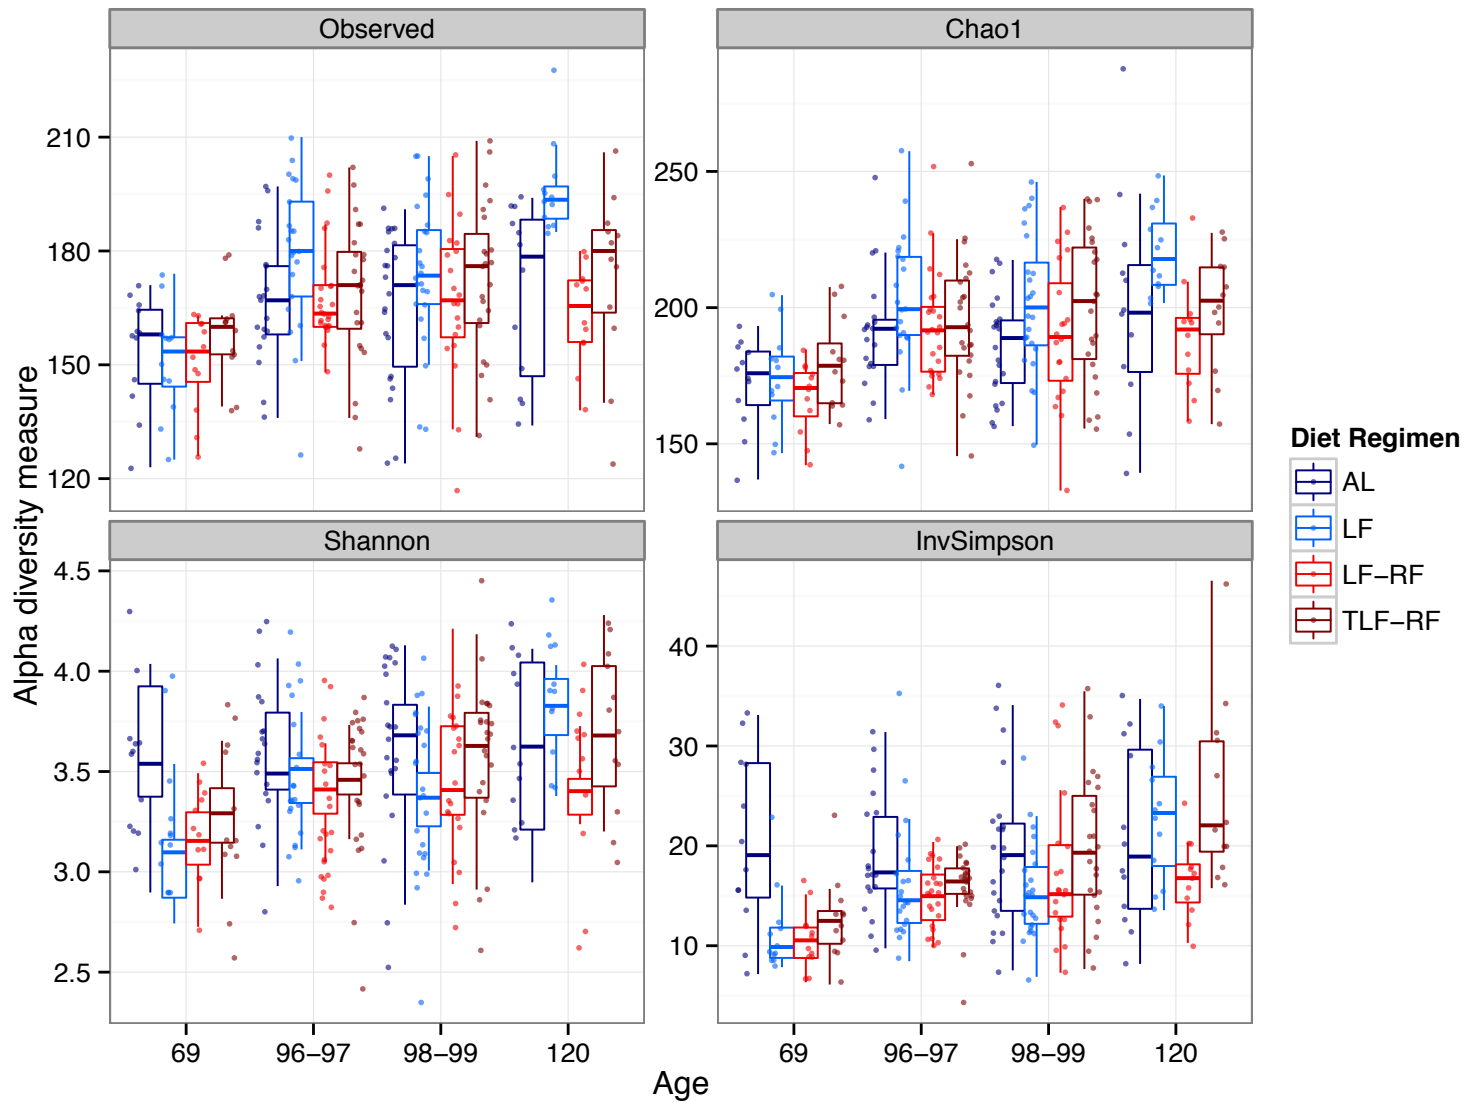 Observed
Chao1
210
180
150
120
250
200
150
Alpha diversity measure
Shannon
InvSimpson
4.5
4.0
3.5
3.0
2.5
40
30
20
10
69
96−97
98−99
120
69
96−97
98−99
120
Age
Diet Regimen
AL
LF
LF−RF
TLF−RF